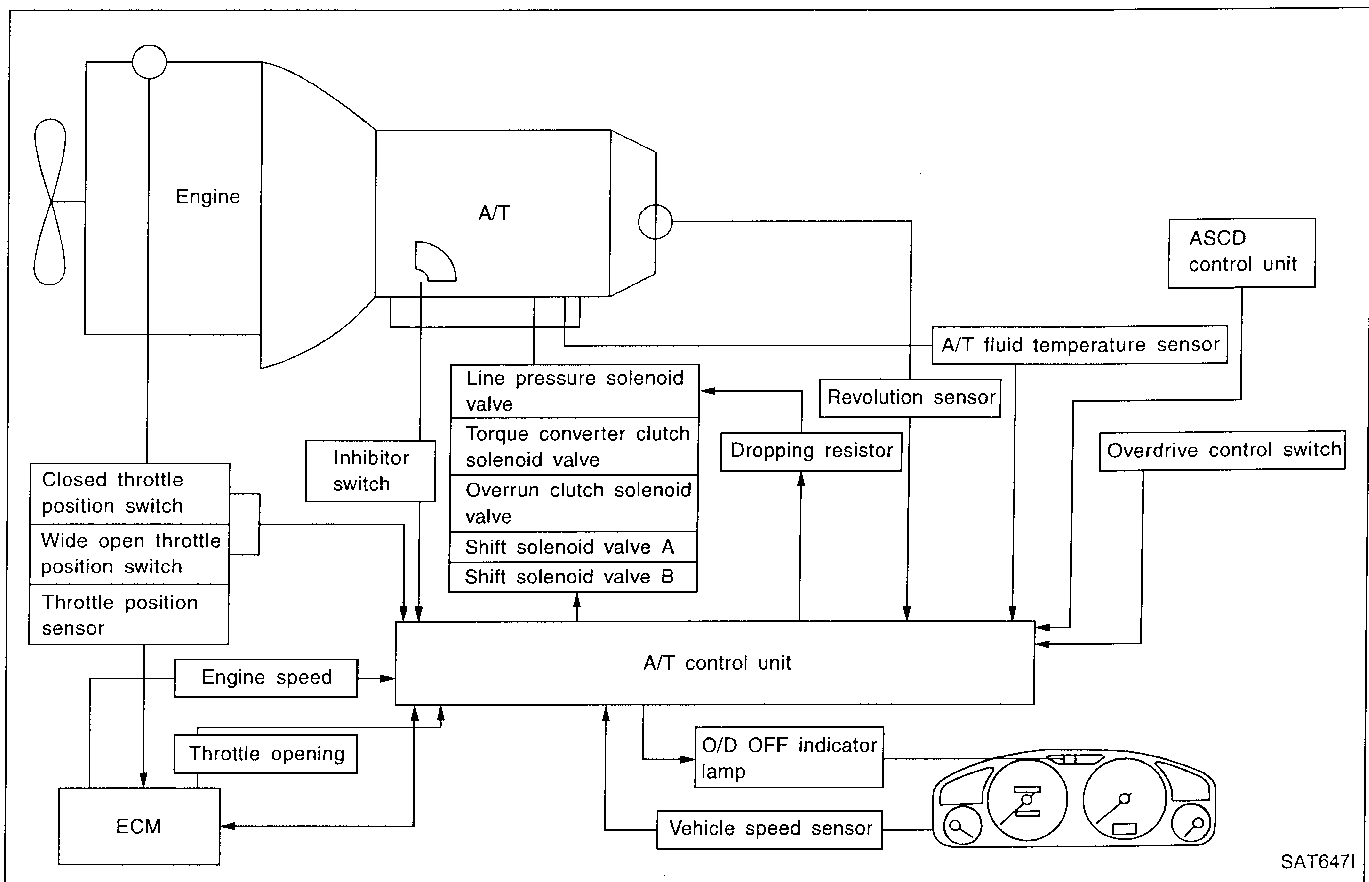 Engine
A/T
ASCD
control unit
A/T fluid temperature sensor
Line pressure solenoid
valve
Revolution sensor
Torque converter clutch
solenoid valve
Dropping resistor
Overdrive control switch
Inhibitor
switch
Closed throttle
position switch
Overrun clutch solenoid
valve
Wide open throttle
position switch
Shift solenoid valve A
Shift solenoid valve B
Throttle position
sensor
A/T control unit
Engine speed
Throttle opening
O/D OFF indicator
lamp
ECM
Vehicle speed sensor
SAT647I